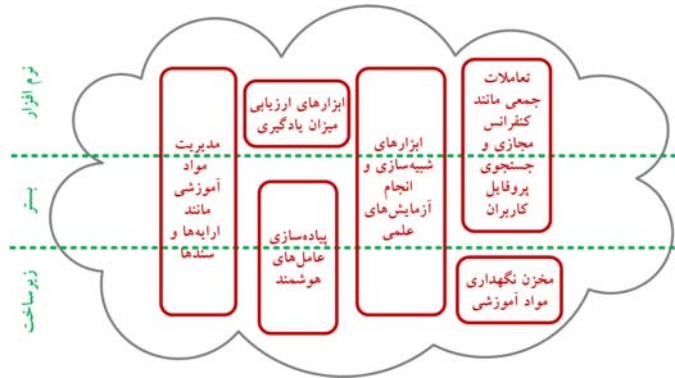 نرم افزار
بستر
زیرساخت
تعاملات
جمعی مانند
کنفرانس
مجازی و
جستجوی
پروفایل
کاربران
مخزن نگهداری
مواد آموزشی
ابزارهای
شبیه‌سازی و
انجام
آزمایش‌های
علمی
ابزارهای ارزیابی
میزان یادگیری
پیاده‌سازی
عامل‌های
هوشمند
مدیریت
مواد
آموزشی
مانند
ارایه‌ها و
سندها